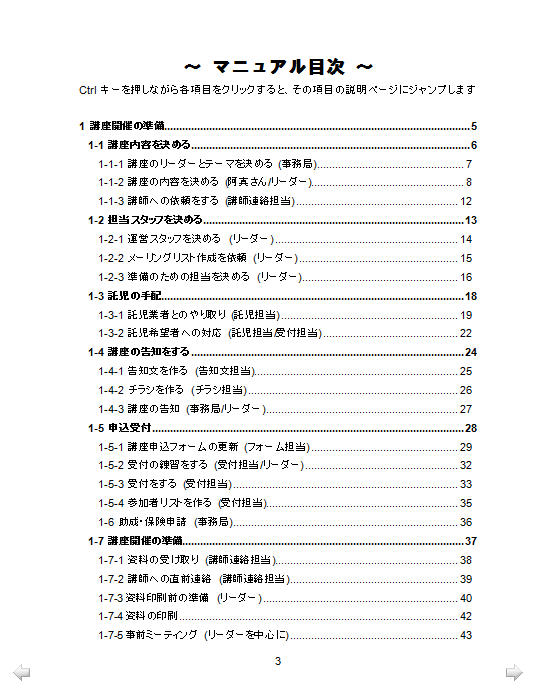 ～ マニュアル目次 ～
Ctrl キーを押しながら各項目をクリックすると、その項目の説明ページにジャンプします
1 講座開催の準備........................................5
1-1 講座内容を決める........................................6
1-1-1 講座のリーダーとテーマを決める (事務局)........................................7
1-1-2 講座の内容を決める (阿真さん/リーダー)........................................8
1-1-3 講師への依頼をする (講師連絡担当)........................................12
1-2 担当スタッフを決める........................................13
1-2-1 運営スタッフを決める (リーダー)........................................14
1-2-2 メーリングリスト作成を依頼 (リーダー)........................................15
1-2-3 準備のための担当を決める (リーダー)........................................16
1-3 託児の手配........................................18
1-3-1 託児業者とのやり取り (託児担当)........................................19
1-3-2 託児希望者への対応 (託児担当/受付担当)........................................22
1-4 講座の告知をする........................................24
1-4-1 告知文を作る (告知文担当)........................................25
1-4-2 チラシを作る (チラシ担当)........................................26
1-4-3 講座の告知 (事務局/リーダー)........................................27
1-5 申込受付........................................28
1-5-1 講座申込フォームの更新 (フォーム担当)........................................29
1-5-2 受付の練習をする (受付担当/リーダー)........................................32
1-5-3 受付をする (受付担当)........................................33
1-5-4 参加者リストを作る (受付担当)........................................35
1-6 助成・保険申請 (事務局)........................................36
1-7 講座開催の準備........................................37
1-7-1 資料の受け取り (講師連絡担当)........................................38
1-7-2 講師への直前連絡 (講師連絡担当)........................................39
1-7-3 資料印刷前の準備 (リーダー)........................................40
1-7-4 資料の印刷........................................42
1-7-5 事前ミーティング (リーダーを中心に)........................................43
3